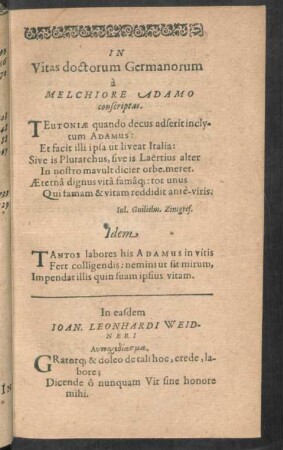 IN
Vitas doctorum Germanorum
à
MELCHIORE ADAMO
conscriptas.
TEUTONIÆ quando decus adserit incly-
tum ADAMUS:
Et facit illi ipsa ut liveat Italia:
Sive is Plutarchus, sive is Laërtius alter
In nostro mavult dicier orbe. meret.
Æternâ dignus vitâ famâq;: tot unus
Qui famam & vitam reddidit antè-viris.
Iul. Guilielm. Zincgref.
Idem
TANTOS labores his ADAMUS in vitis
Fert colligendis: nemini ut sit mirum,
Impendat illis quin suam ipsius vitam.
In easdem
IOAN. LEONHARDI WEID-
NERI
GRatorq; & doleo de tali hoc, crede, la-
bore;
Dicende ô nunquam Vir sine honore
mihi.
IN